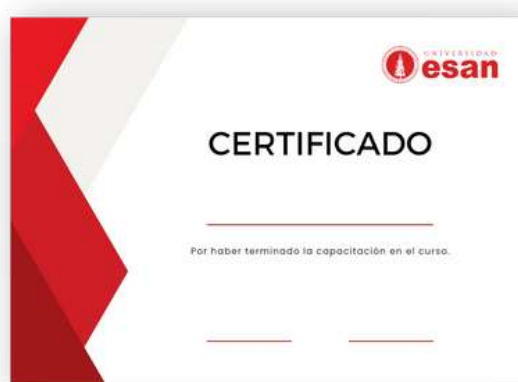 UNIVERSIDAD
esan
CERTIFICADO
Por haber terminado la capacitación en el curso.